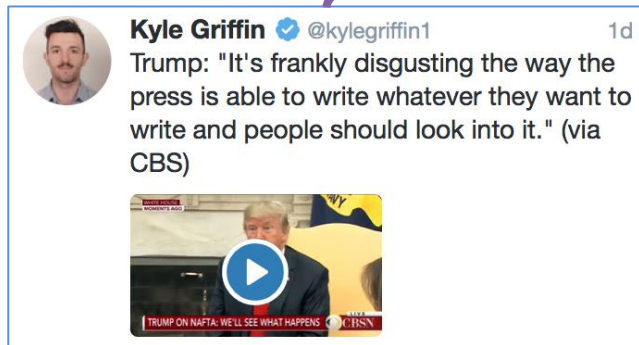 Kyle Griffin @kylegriffin1 1d
Trump: "It's frankly disgusting the way the
press is able to write whatever they want to
write and people should look into it." (via
CBS)
WHITE HOUSE
MOMENTS AGO
NAVY
LIVE
TRUMP ON NAFTA: WE'LL SEE WHAT HAPPENS CBSN